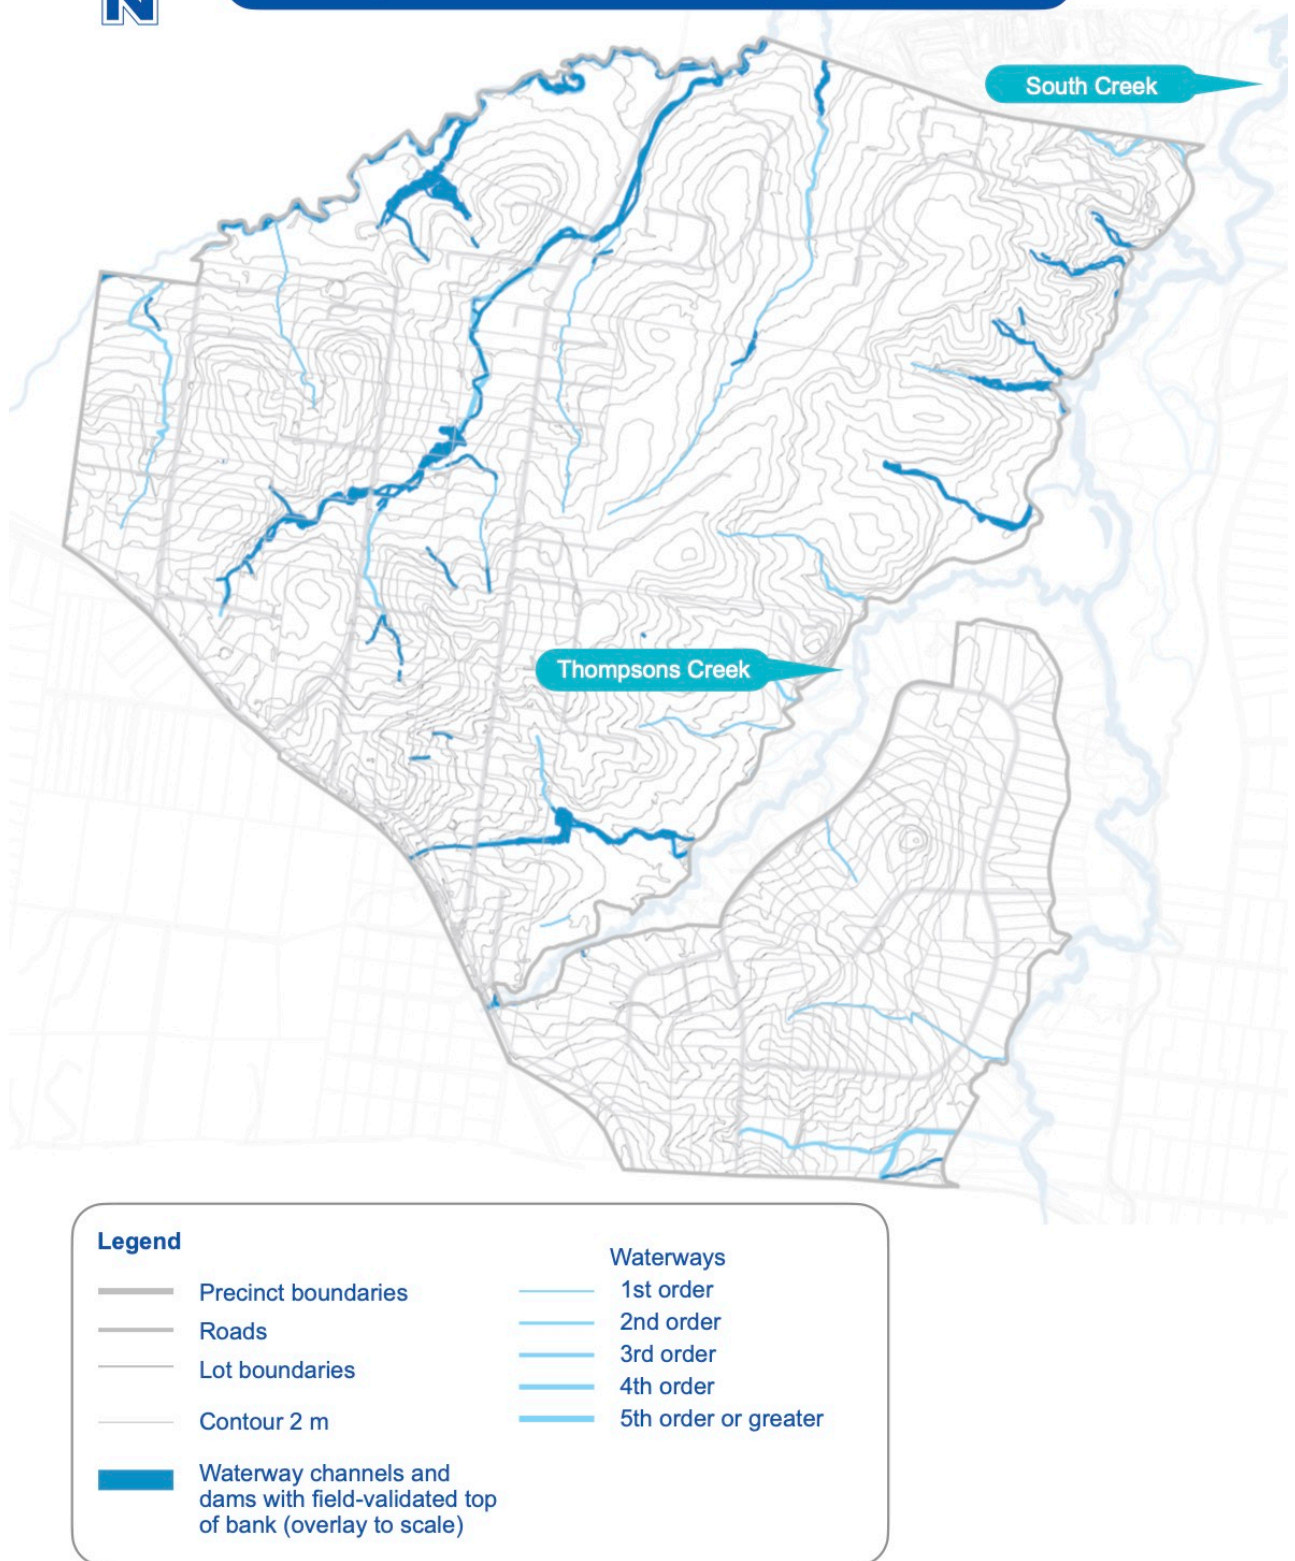 N
South Creek
Thompsons Creek
Legend
Precinct boundaries
Roads
Lot boundaries
Contour 2 m
Waterway channels and
dams with field-validated top
of bank (overlay to scale)
Waterways
1st order
2nd order
3rd order
4th order
5th order or greater